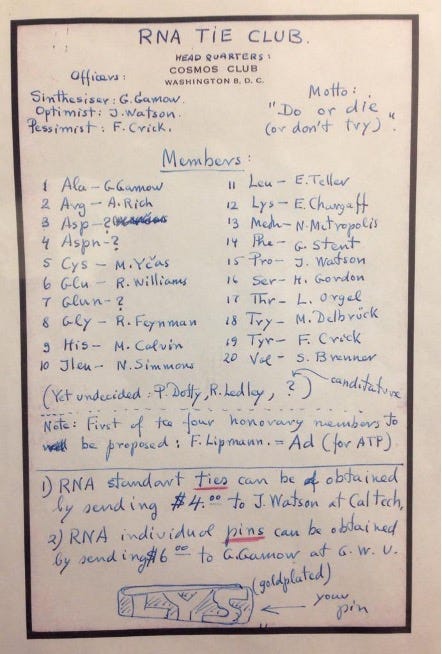 RNA TIE CLUB.
HEAD QUARTERS:
COSMOS CLUB
WASHINGTON 8, D.C.
Officers:
Sinthesiser: G. Gamow.
Optimist: J. Watson.
Pessimist: F. Crick.
Motto:
"Do or die
(or don't try)".
Members:
1 Ala – G. Gamow
2 Arg – A. Rich
3 Asp – ?
4 Aspn – ?
5 Cys – M. Yčas
6 Glu – R. Williams
7 Glun – ?
8 Gly – R. Feynman
9 His – M. Calvin
10 Ileu – N. Simmons
11 Leu – E. Teller
12 Lys – E. Chargaff
13 Meth – N. Metropolis
14 Phe – G. Stent
15 Pro – J. Watson
16 Ser – H. Gordon
17 Thr – L. Orgel
18 Try – M. Delbrück
19 Tyr – F. Crick
20 Val – S. Brenner
canditature
(Yet undecided: P. Dotty, R. Ledley, ?)
Note: First of the four honorary members to
be proposed: F. Lipmann. = Ad (for ATP)
1) RNA standart ties can be obtained
by sending $4.00 to J. Watson at Caltech,
2) RNA individual pins can be obtained
by sending $6 00 to G. Gamow at G. W. U.
(goldplated)
your
pin